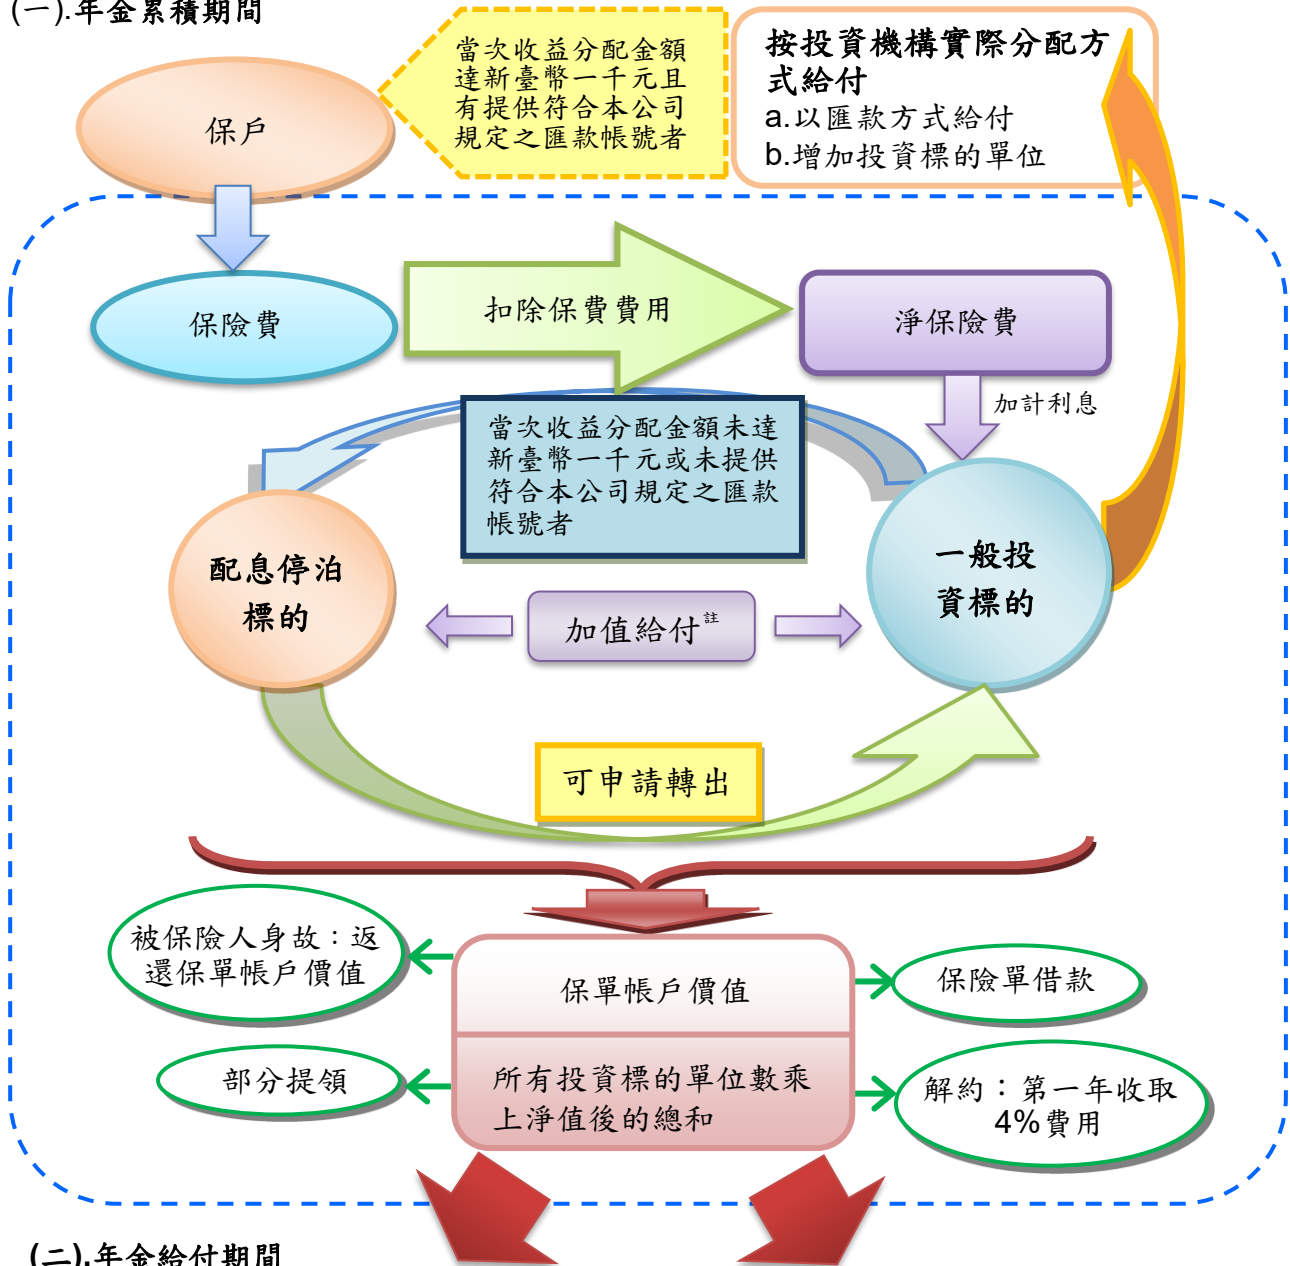 (一).年金累積期間
當次收益分配金額
達新臺幣一千元且
有提供符合本公司
規定之匯款帳號者
按投資機構實際分配方
式給付
a.以匯款方式給付
b.增加投資標的單位
保戶
保險費
扣除保費費用
淨保險費
加計利息
當次收益分配金額未達
新臺幣一千元或未提供
符合本公司規定之匯款
帳號者
配息停泊
標的
一般投
資標的
加值給付註
可申請轉出
被保險人身故：返
還保單帳戶價值
保單帳戶價值
保險單借款
部分提領
所有投資標的單位數乘
上淨值後的總和
解約：第一年收取
4%費用
(二).年金給付期間